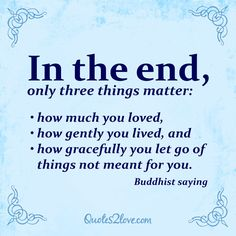 In the end,
only three things matter:
• how much you loved,
• how gently you lived, and
• how gracefully you let go of
things not meant for you.
Buddhist saying
Quotes2love.com